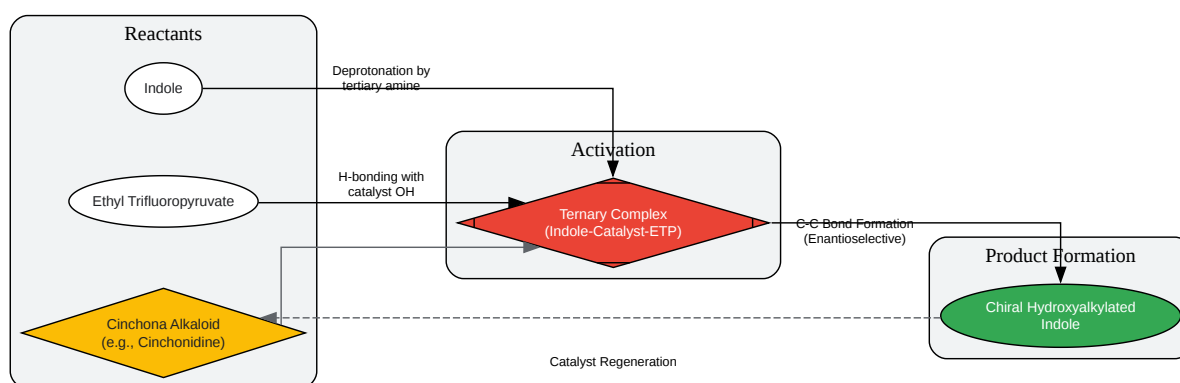 Reactants
Indole
Deprotonation by
tertiary amine
Activation
Ethyl Trifluoropyruvate
H-bonding with
catalyst OH
Ternary Complex
(Indole-Catalyst-ETP)
C-C Bond Formation
(Enantioselective)
Product Formation
Cinchona Alkaloid
(e.g., Cinchonidine)
Chiral Hydroxyalkylated
Indole
Catalyst Regeneration